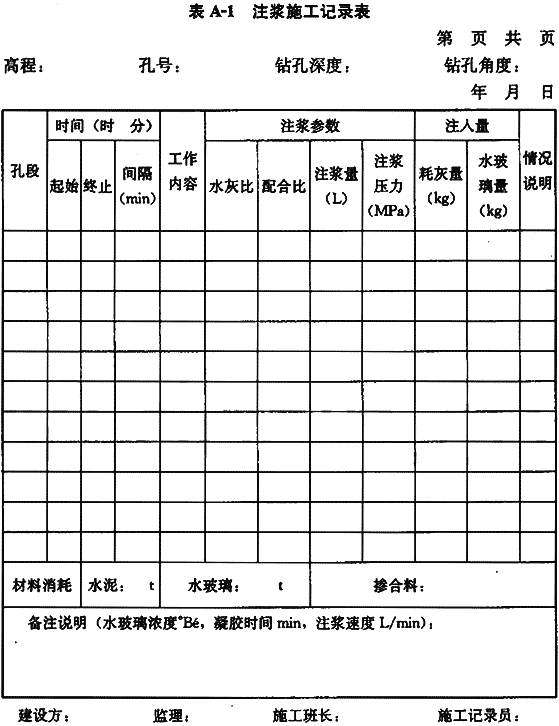 表 A-1 注浆施工记录表
第 页 共 页
高程： 孔号： 钻孔深度： 钻孔角度：
年 月 日
孔段 时间（时 分） 工作内容 注浆参数 注入量 情况说明
起始 终止 间隔（min） 水灰比 配合比 注浆量（L） 注浆压力（MPa） 耗灰量（kg） 水玻璃量（kg）
材料消耗 水泥： t 水玻璃： t 掺合料：
备注说明（水玻璃浓度°Bé，凝胶时间 min，注浆速度 L/min）：
建设方： 监理： 施工班长： 施工记录员：